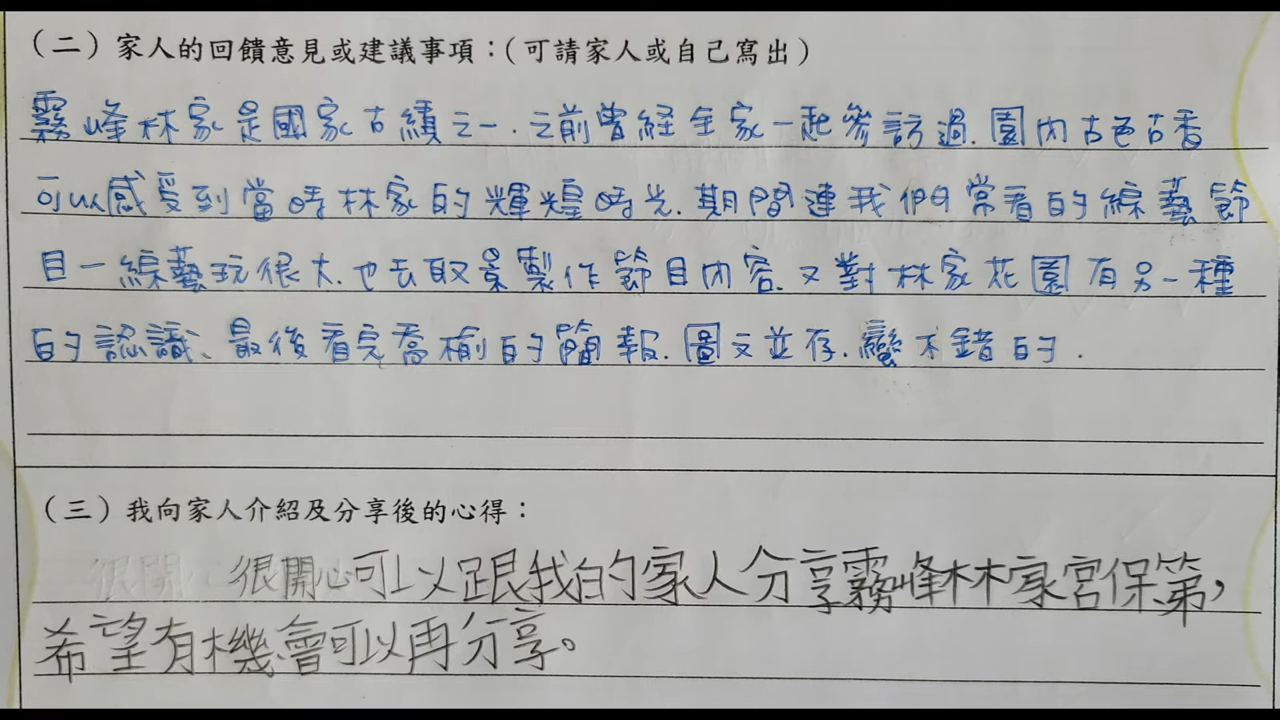 (二)家人的回饋意見或建議事項:(可請家人或自己寫出)
霧峰林家是國家古績之一.之前曾經全家一起參訪過.園內古色古香
可以感受到當時林家的輝煌時光.期間連我們日常看的綜藝節
目一綜藝玩很大.也去取景製作節目內容.又對林家花園有另一種
的認識、最後看完喬榆的簡報.圖文並存.蠻不錯的.
(三)我向家人介紹及分享後的心得:
很開心可以跟我的家人分享霧峰林家宮保第,
希望有機會可以再分享。